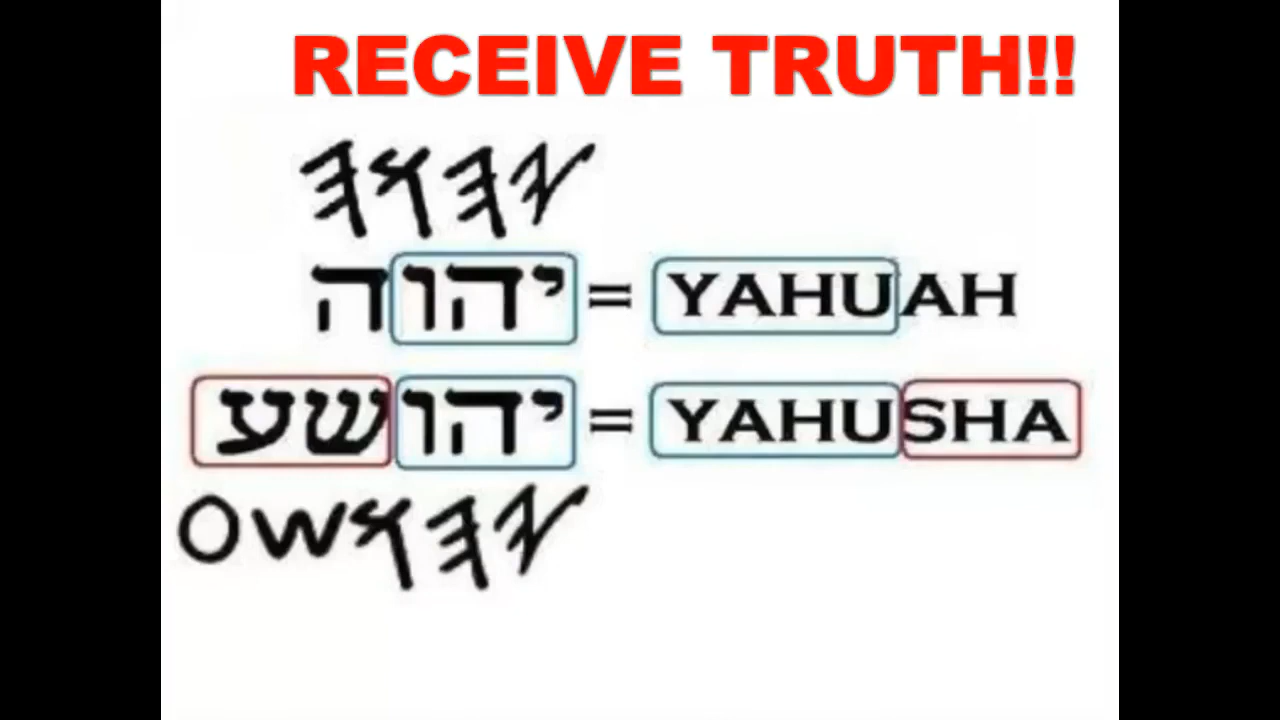 RECEIVE TRUTH!!
𐤉𐤄𐤅𐤄
יהוה = YAHUAH
יהושע = YAHUSHA
𐤉𐤄𐤅𐤔𐤏